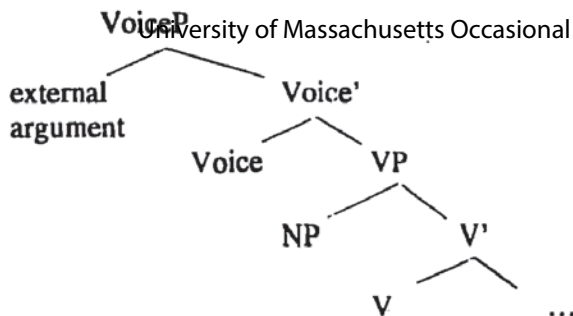 VoiceP
University of Massachusetts Occasional
external
argument
Voice'
Voice
VP
NP
V'
V
...